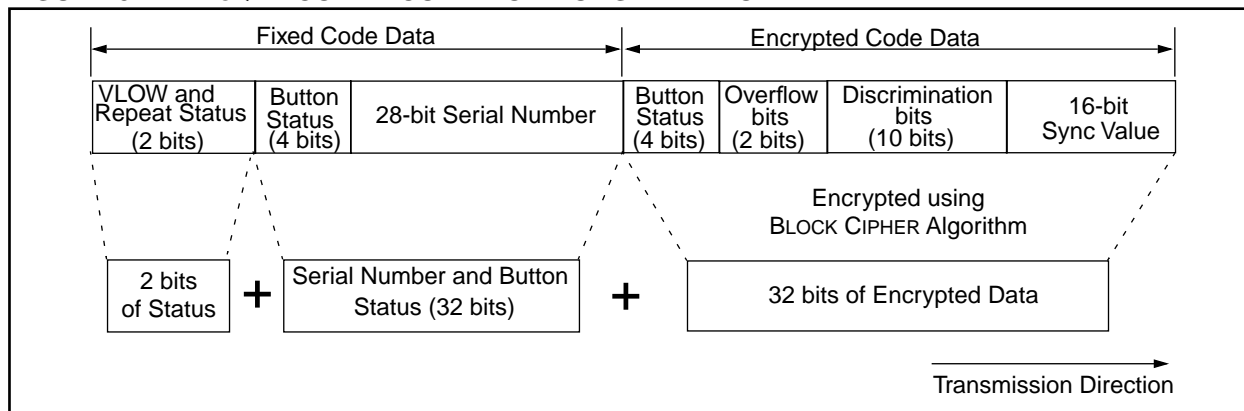 Fixed Code Data
Encrypted Code Data
VLOW and
Repeat Status
(2 bits)
Button
Status
(4 bits)
28-bit Serial Number
Button
Status
(4 bits)
Overflow
bits
(2 bits)
Discrimination
bits
(10 bits)
16-bit
Sync Value
Encrypted using
BLOCK CIPHER Algorithm
2 bits
of Status
+
Serial Number and Button
Status (32 bits)
+
32 bits of Encrypted Data
Transmission Direction